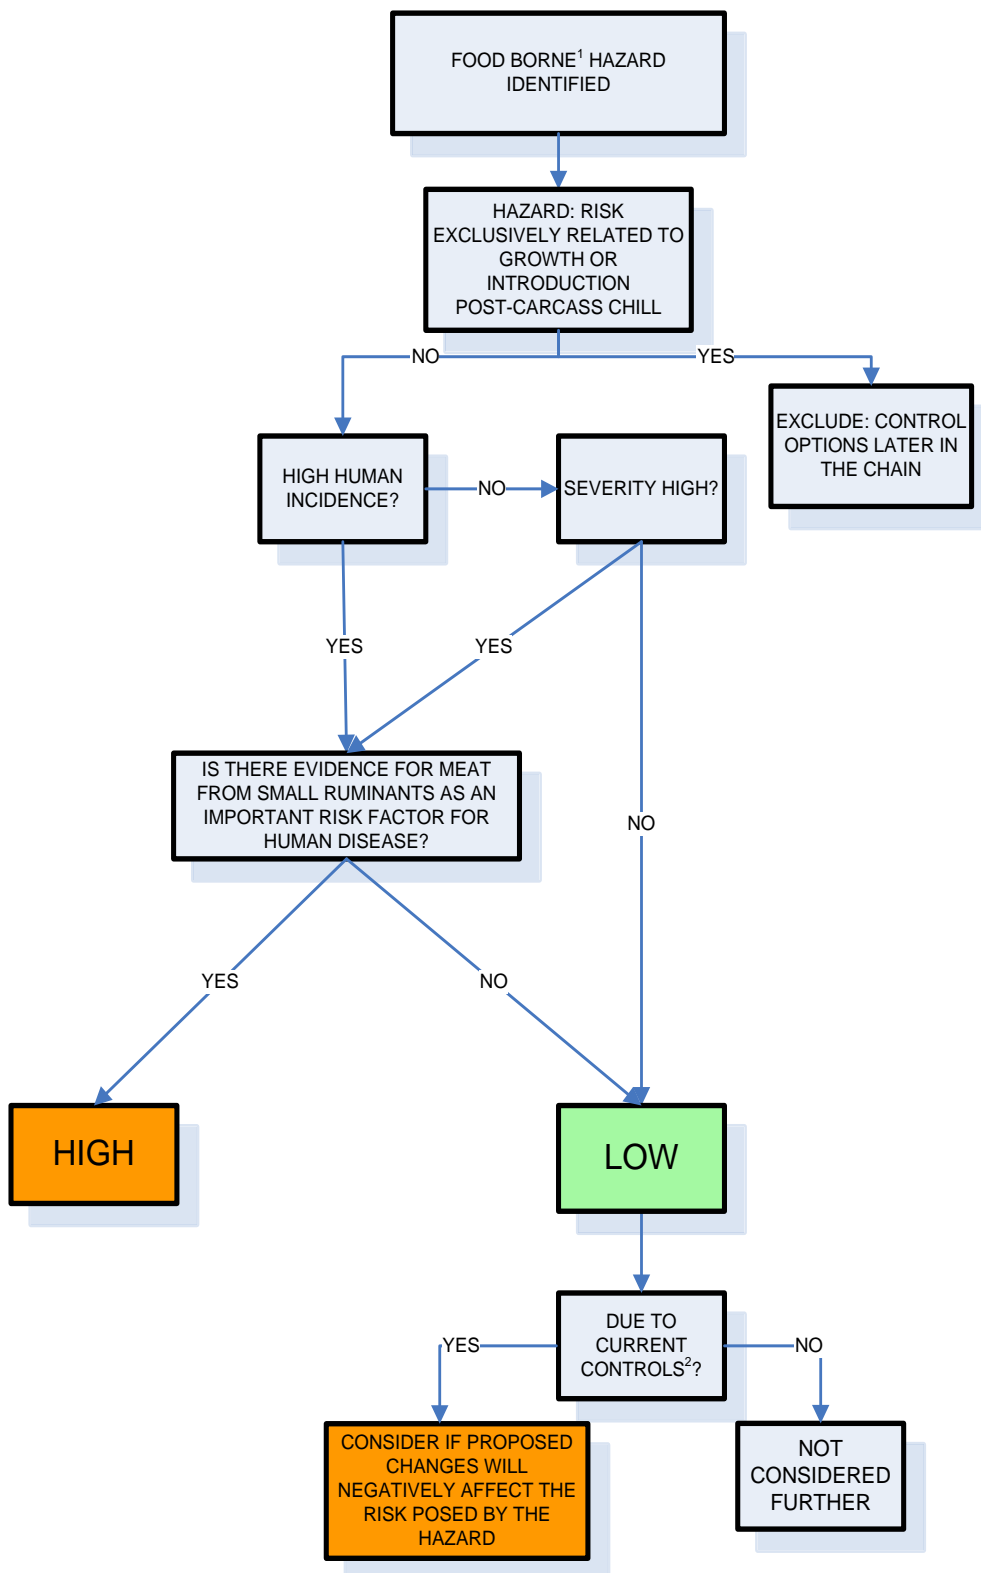 FOOD BORNE¹ HAZARD
IDENTIFIED
HAZARD: RISK
EXCLUSIVELY RELATED TO
GROWTH OR
INTRODUCTION
POST-CARCASS CHILL
NO
YES
EXCLUDE: CONTROL
OPTIONS LATER IN
THE CHAIN
HIGH HUMAN
INCIDENCE?
NO
SEVERITY HIGH?
YES
YES
NO
IS THERE EVIDENCE FOR MEAT
FROM SMALL RUMINANTS AS AN
IMPORTANT RISK FACTOR FOR
HUMAN DISEASE?
YES
NO
HIGH
LOW
DUE TO
CURRENT
CONTROLS²?
YES
NO
CONSIDER IF PROPOSED
CHANGES WILL
NEGATIVELY AFFECT THE
RISK POSED BY THE
HAZARD
NOT
CONSIDERED
FURTHER